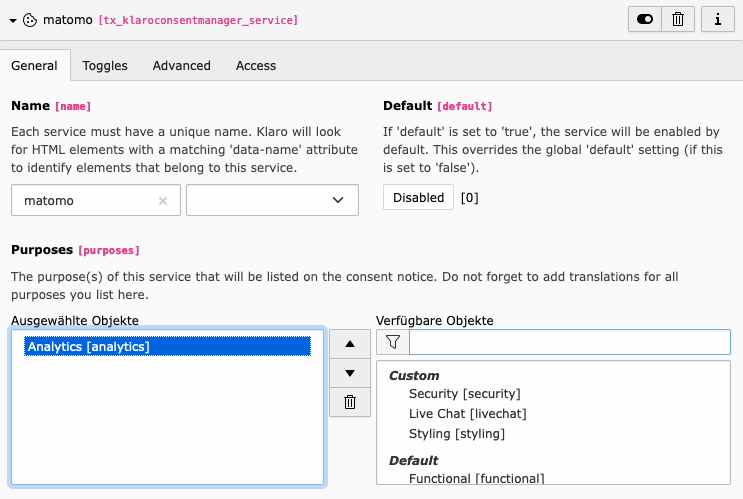 matomo [tx_klaroconsentmanager_service]
General Toggles Advanced Access
Name [name]
Each service must have a unique name. Klaro will look
for HTML elements with a matching 'data-name' attribute
to identify elements that belong to this service.
matomo
Default [default]
If 'default' is set to 'true', the service will be enabled by
default. This overrides the global 'default' setting (if this
is set to 'false').
Disabled [0]
Purposes [purposes]
The purpose(s) of this service that will be listed on the consent notice. Do not forget to add translations for all
purposes you list here.
Ausgewählte Objekte
Analytics [analytics]
Verfügbare Objekte
Custom
Security [security]
Live Chat [livechat]
Styling [styling]
Default
Functional [functional]